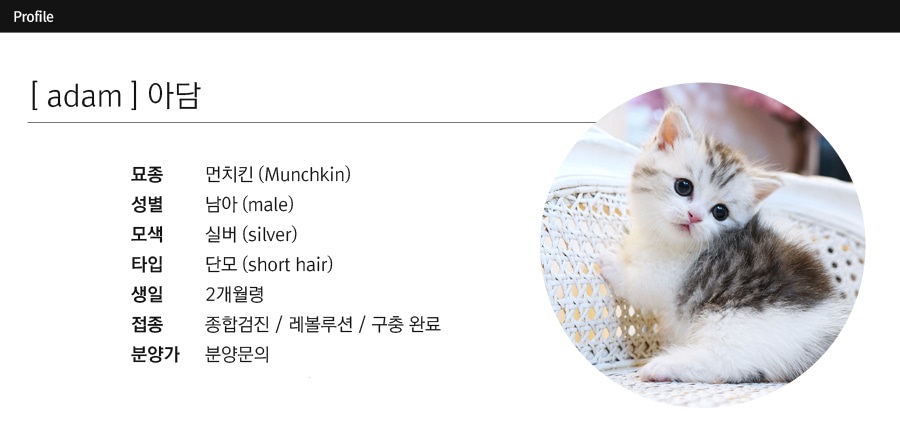 Profile
[ adam ] 아담
묘종 먼치킨 (Munchkin)
성별 남아 (male)
모색 실버 (silver)
타입 단모 (short hair)
생일 2개월령
접종 종합검진 / 레볼루션 / 구충 완료
분양가 분양문의